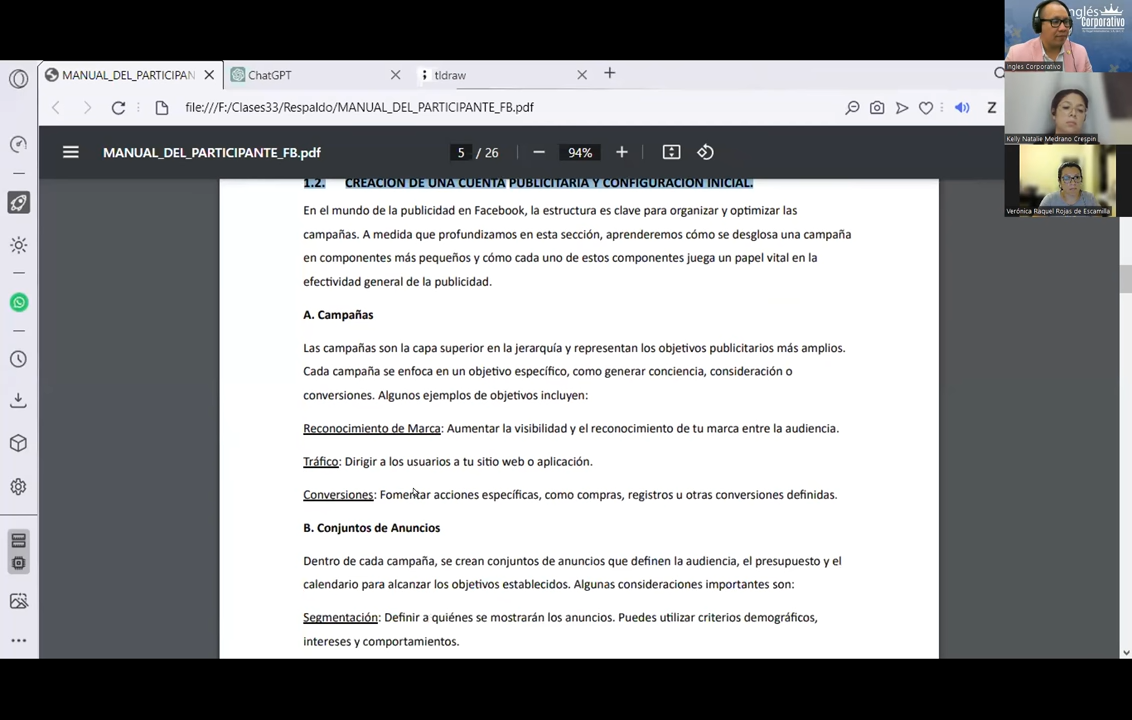 MANUAL_DEL_PARTICIPAN
ChatGPT
tldraw
file:///F:/Clases33/Respaldo/MANUAL_DEL_PARTICIPANTE_FB.pdf
MANUAL_DEL_PARTICIPANTE_FB.pdf
5 / 26
94%
1.2. CREACIÓN DE UNA CUENTA PUBLICITARIA Y CONFIGURACIÓN INICIAL.
En el mundo de la publicidad en Facebook, la estructura es clave para organizar y optimizar las
campañas. A medida que profundizamos en esta sección, aprenderemos cómo se desglosa una campaña
en componentes más pequeños y cómo cada uno de estos componentes juega un papel vital en la
efectividad general de la publicidad.
A. Campañas
Las campañas son la capa superior en la jerarquía y representan los objetivos publicitarios más amplios.
Cada campaña se enfoca en un objetivo específico, como generar conciencia, consideración o
conversiones. Algunos ejemplos de objetivos incluyen:
Reconocimiento de Marca: Aumentar la visibilidad y el reconocimiento de tu marca entre la audiencia.
Tráfico: Dirigir a los usuarios a tu sitio web o aplicación.
Conversiones: Fomentar acciones específicas, como compras, registros u otras conversiones definidas.
B. Conjuntos de Anuncios
Dentro de cada campaña, se crean conjuntos de anuncios que definen la audiencia, el presupuesto y el
calendario para alcanzar los objetivos establecidos. Algunas consideraciones importantes son:
Segmentación: Definir a quiénes se mostrarán los anuncios. Puedes utilizar criterios demográficos,
intereses y comportamientos.
Inglés
Corporativo
Ingles Corporativo
Kelly Natalie Medrano Crespin
Verónica Raquel Rojas de Escamilla